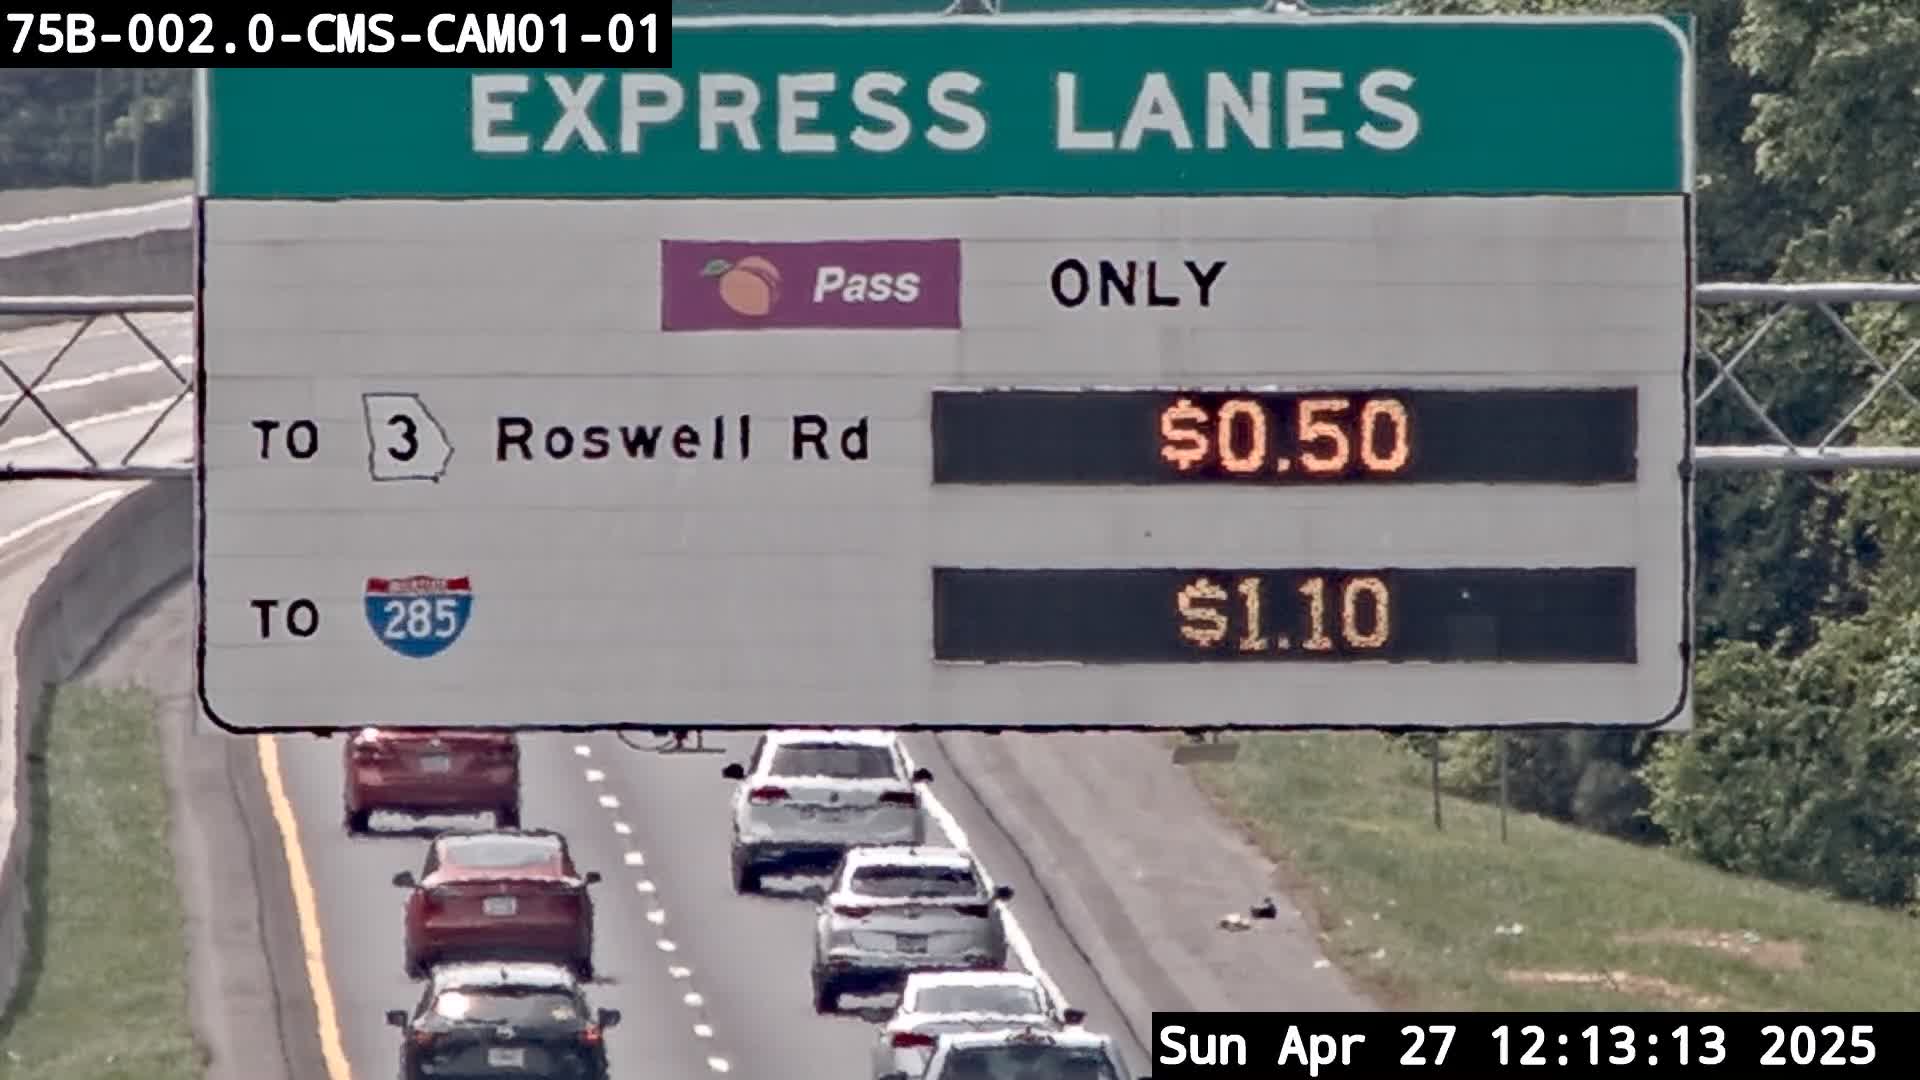 75B-002.0-CMS-CAM01-01
EXPRESS LANES
Pass ONLY
TO 3 Roswell Rd $0.50
TO 285 $1.10
Sun Apr 27 12:13:13 2025